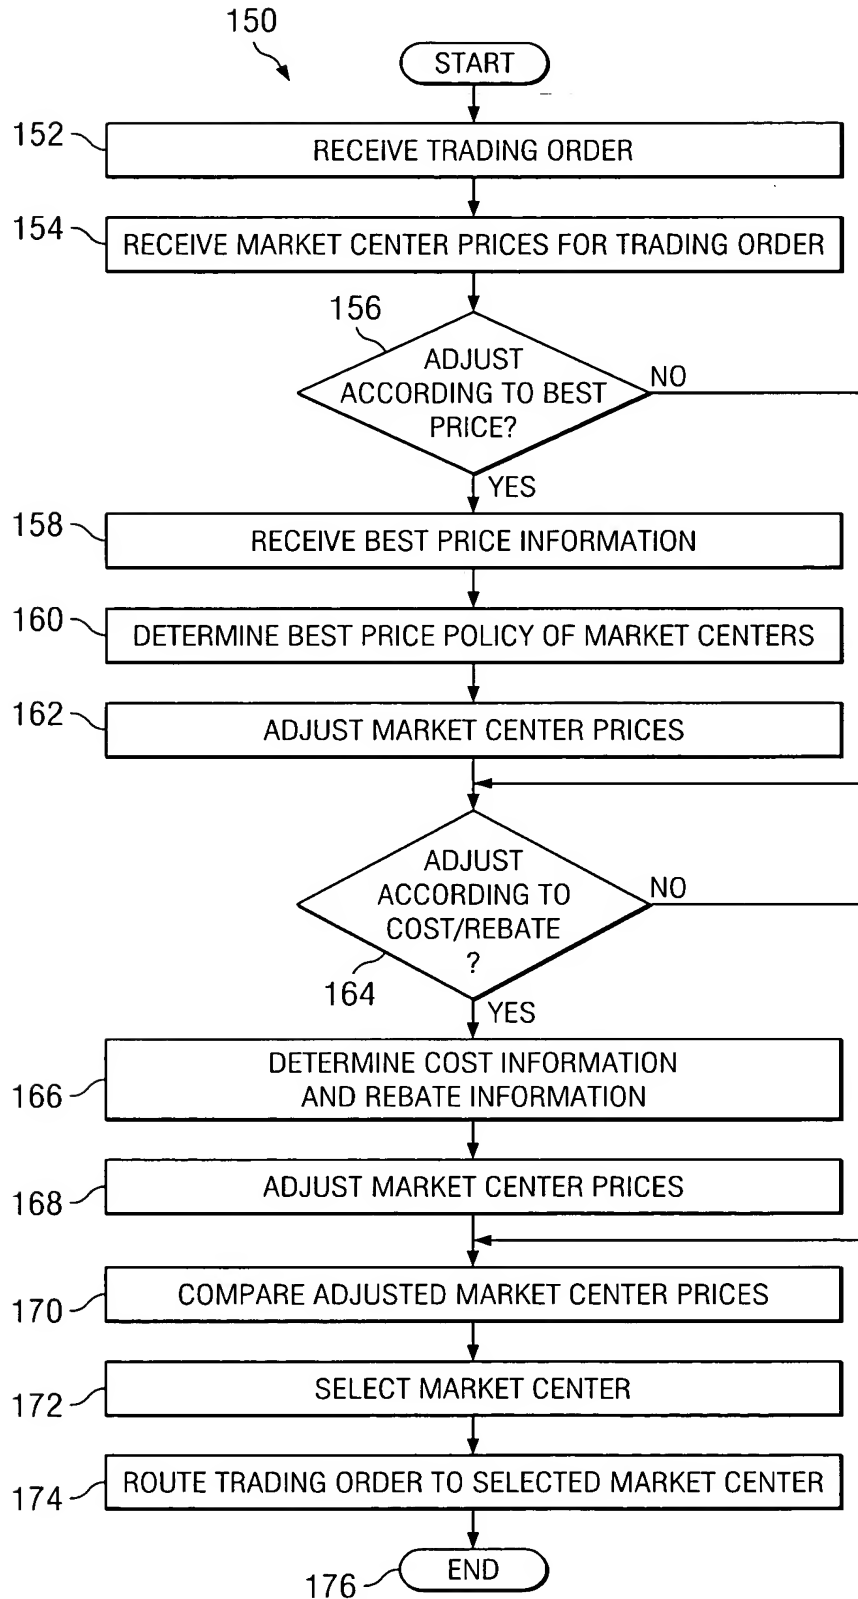 150
START
152
RECEIVE TRADING ORDER
154
RECEIVE MARKET CENTER PRICES FOR TRADING ORDER
156
ADJUST
ACCORDING TO BEST
PRICE?
NO
YES
158
RECEIVE BEST PRICE INFORMATION
160
DETERMINE BEST PRICE POLICY OF MARKET CENTERS
162
ADJUST MARKET CENTER PRICES
ADJUST
ACCORDING TO
COST/REBATE
?
NO
164
YES
DETERMINE COST INFORMATION
AND REBATE INFORMATION
166
ADJUST MARKET CENTER PRICES
168
COMPARE ADJUSTED MARKET CENTER PRICES
170
SELECT MARKET CENTER
172
ROUTE TRADING ORDER TO SELECTED MARKET CENTER
174
END
176